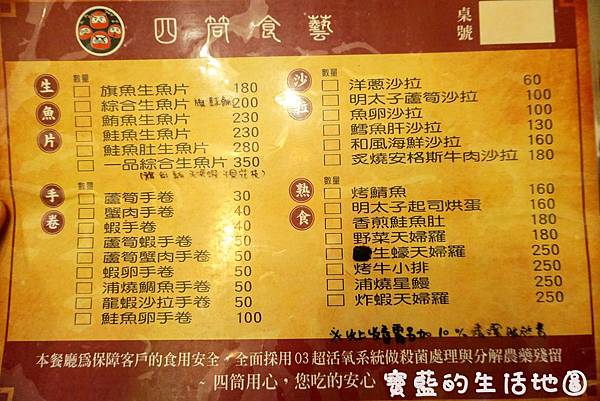 四筒食藝
桌號
生魚片
數量
旗魚生魚片 180
綜合生魚片 200
鮪魚生魚片 230
鮭魚生魚片 230
鮭魚肚生魚片 280
一品綜合生魚片 350
手卷
數量
蘆筍手卷 30
蟹肉手卷 40
蝦手卷 40
蘆筍蝦手卷 50
蘆筍蟹肉手卷 50
蝦卵手卷 50
蒲燒鯛魚手卷 50
龍蝦沙拉手卷 50
鮭魚卵手卷 100
沙拉
數量
洋蔥沙拉 60
明太子蘆筍沙拉 100
魚卵沙拉 100
鱈魚肝沙拉 130
和風海鮮沙拉 160
炙燒安格斯牛肉沙拉 180
熟食
數量
烤鯖魚 160
明太子起司烘蛋 160
香煎鮭魚肚 180
野菜天婦羅 180
生蠔天婦羅 250
烤牛小排 250
蒲燒星鰻 250
炸蝦天婦羅 250
本餐廳爲保障客戶的食用安全，全面採用O3超活氧系統做殺菌處理與分解農藥殘留
~ 四筒用心，您吃的安心
寶藍的生活地圖